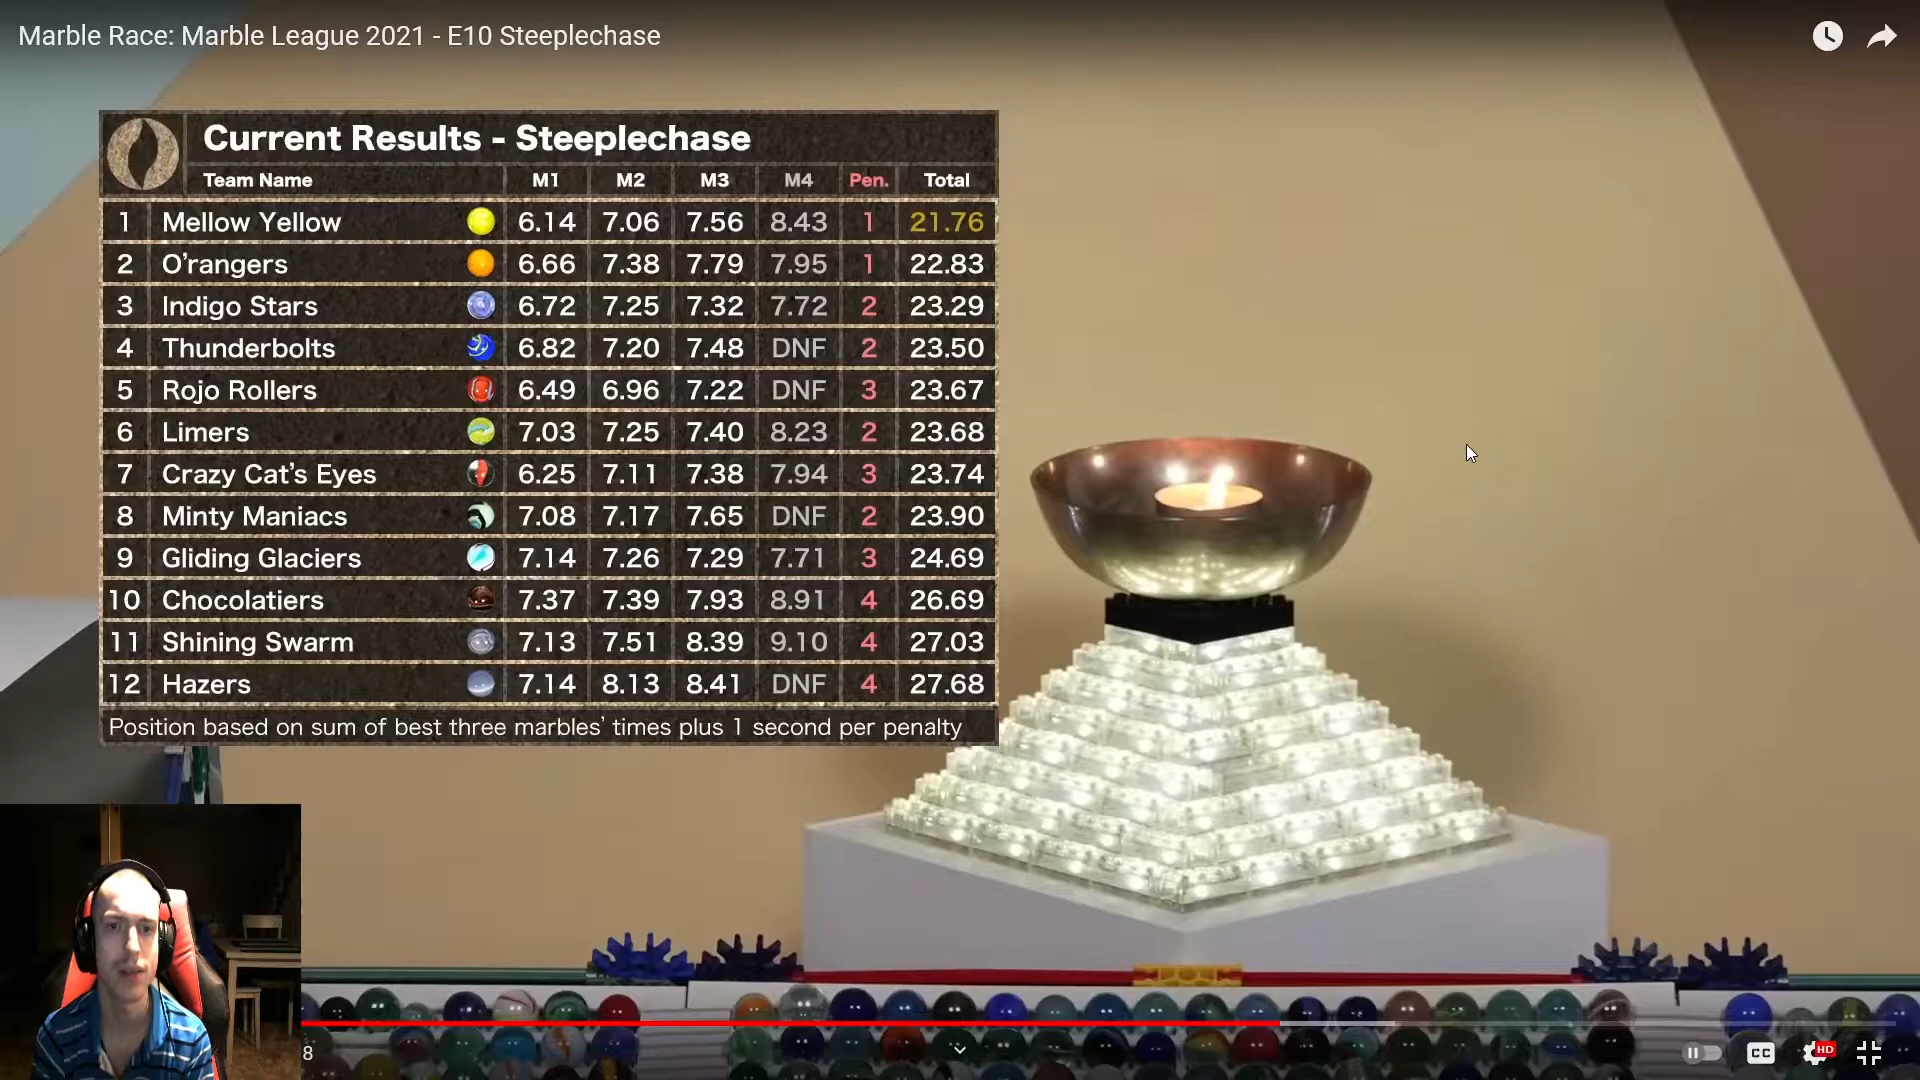 Marble Race: Marble League 2021 - E10 Steeplechase
Current Results - Steeplechase
Team Name M1 M2 M3 M4 Pen. Total
1 Mellow Yellow 6.14 7.06 7.56 8.43 1 21.76
2 O’rangers 6.66 7.38 7.79 7.95 1 22.83
3 Indigo Stars 6.72 7.25 7.32 7.72 2 23.29
4 Thunderbolts 6.82 7.20 7.48 DNF 2 23.50
5 Rojo Rollers 6.49 6.96 7.22 DNF 3 23.67
6 Limers 7.03 7.25 7.40 8.23 2 23.68
7 Crazy Cat’s Eyes 6.25 7.11 7.38 7.94 3 23.74
8 Minty Maniacs 7.08 7.17 7.65 DNF 2 23.90
9 Gliding Glaciers 7.14 7.26 7.29 7.71 3 24.69
10 Chocolatiers 7.37 7.39 7.93 8.91 4 26.69
11 Shining Swarm 7.13 7.51 8.39 9.10 4 27.03
12 Hazers 7.14 8.13 8.41 DNF 4 27.68
Position based on sum of best three marbles’ times plus 1 second per penalty
8
CC
HD